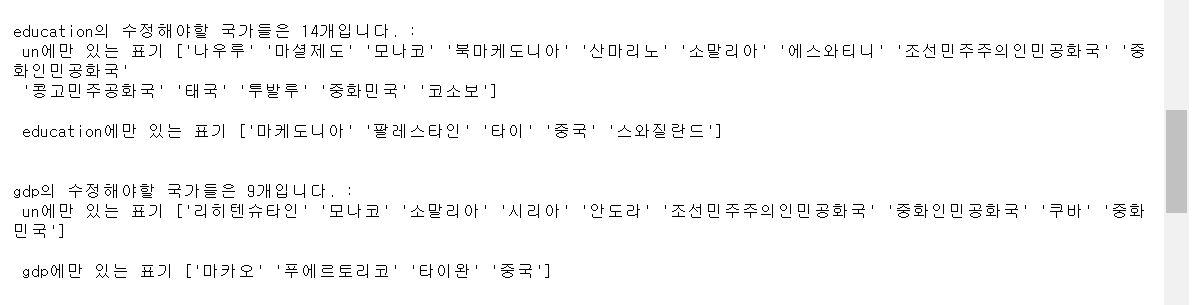 education의 수정해야할 국가들은 14개입니다. :
un에만 있는 표기 ['나우루' '마셜제도' '모나코' '북마케도니아' '산마리노' '소말리아' '에스와티니' '조선민주주의인민공화국' '중
화인민공화국'
'콩고민주공화국' '태국' '투발루' '중화민국' '코소보']
education에만 있는 표기 ['마케도니아' '팔레스타인' '타이' '중국' '스와질란드']
gdp의 수정해야할 국가들은 9개입니다. :
un에만 있는 표기 ['리히텐슈타인' '모나코' '소말리아' '시리아' '안도라' '조선민주주의인민공화국' '중화인민공화국' '쿠바' '중화
민국']
gdp에만 있는 표기 ['마카오' '푸에르토리코' '타이완' '중국']